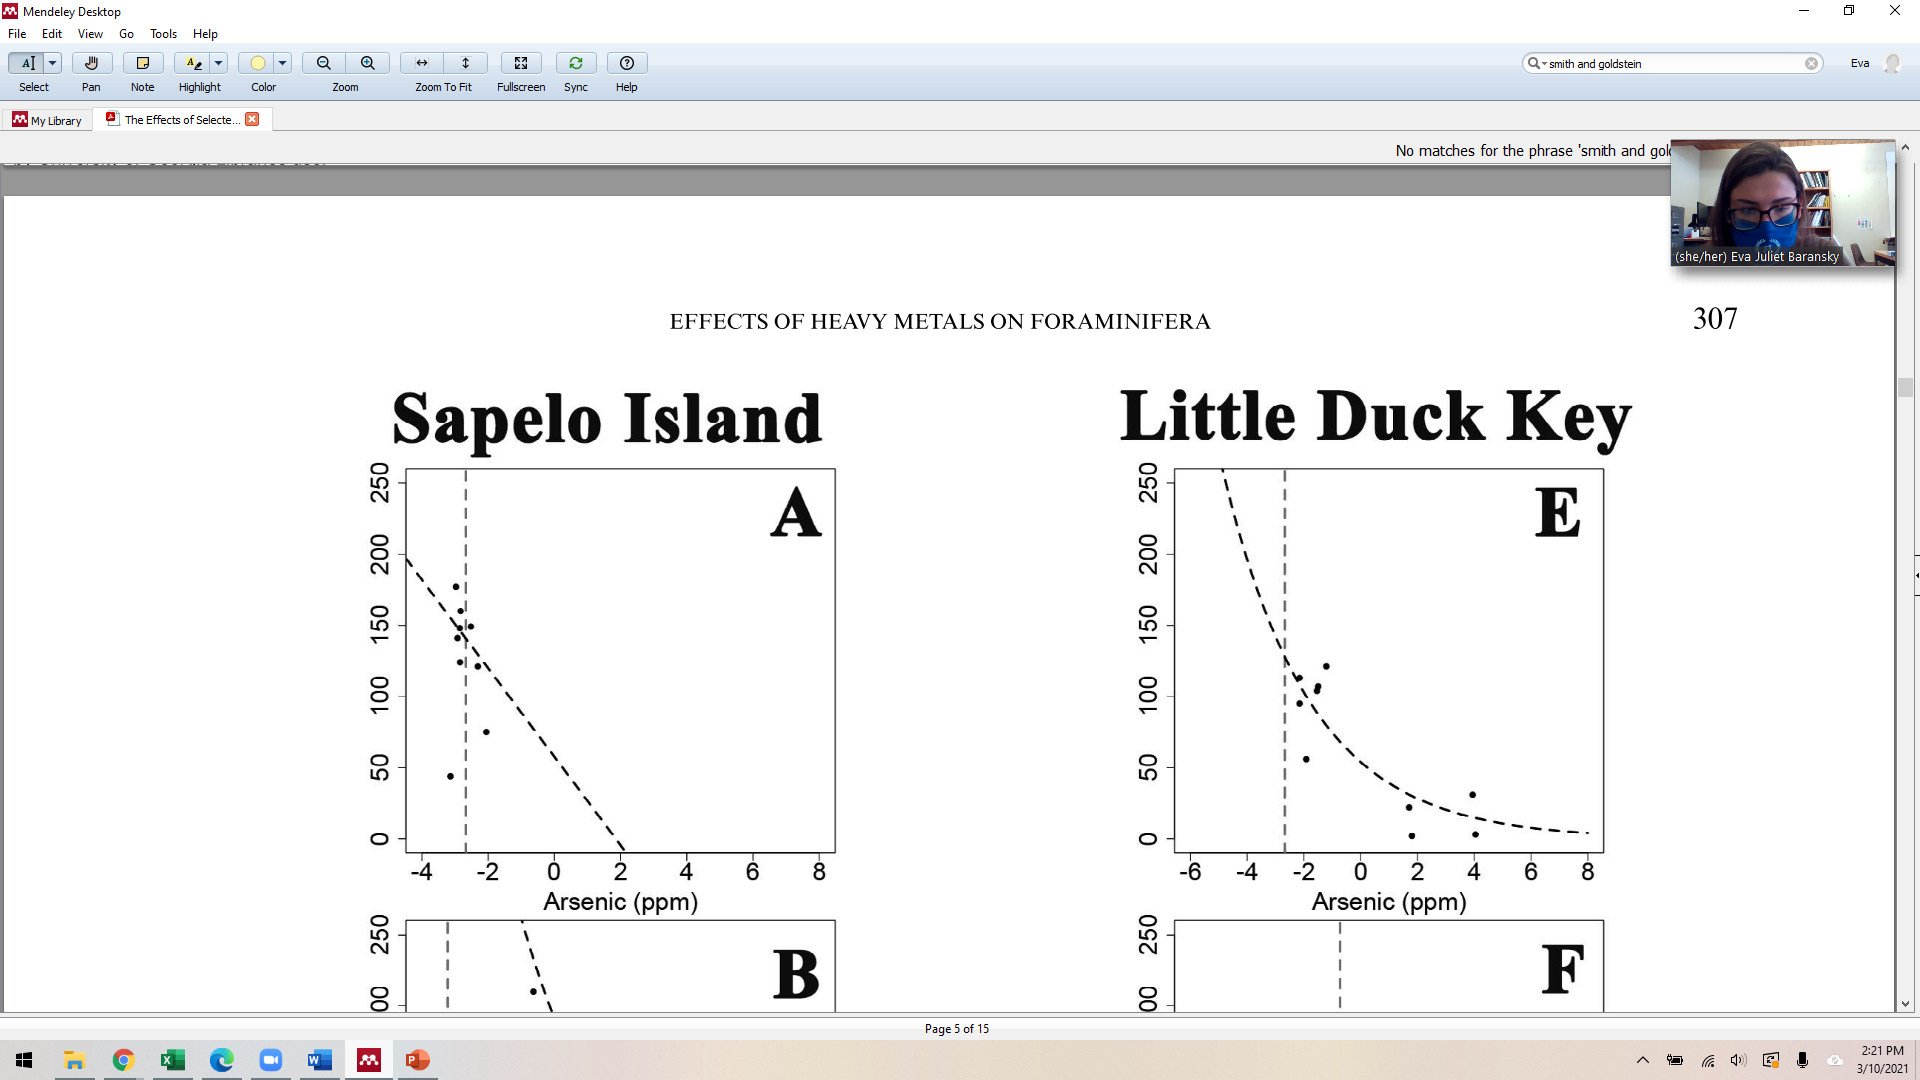 Mendeley Desktop
File Edit View Go Tools Help
Select Pan Note Highlight Color Zoom Zoom To Fit Fullscreen Sync Help
smith and goldstein
Eva
My Library
The Effects of Selecte...
No matches for the phrase 'smith and gol
(she/her) Eva Juliet Baransky
EFFECTS OF HEAVY METALS ON FORAMINIFERA 307
Sapelo Island
A
250
200
150
100
50
0
-4 -2 0 2 4 6 8
Arsenic (ppm)
250
B
00
Little Duck Key
E
250
200
150
100
50
0
-6 -4 -2 0 2 4 6 8
Arsenic (ppm)
250
F
00
Page 5 of 15
2:21 PM
3/10/2021